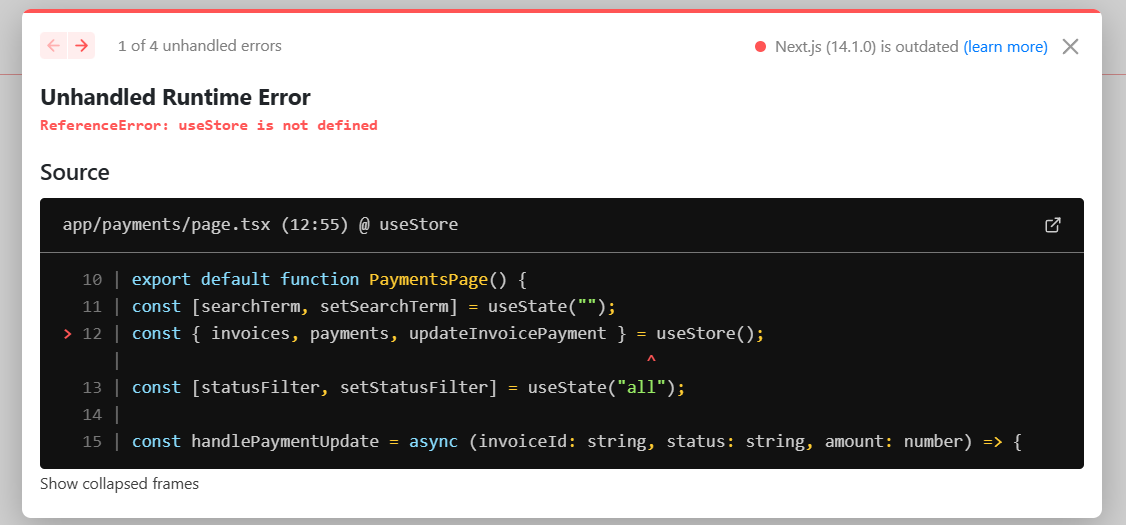 1 of 4 unhandled errors
Next.js (14.1.0) is outdated (learn more)
Unhandled Runtime Error
ReferenceError: useStore is not defined
Source
app/payments/page.tsx (12:55) @ useStore
10 | export default function PaymentsPage() {
11 | const [searchTerm, setSearchTerm] = useState("");
> 12 | const { invoices, payments, updateInvoicePayment } = useStore();
| ^
13 | const [statusFilter, setStatusFilter] = useState("all");
14 |
15 | const handlePaymentUpdate = async (invoiceId: string, status: string, amount: number) => {
Show collapsed frames